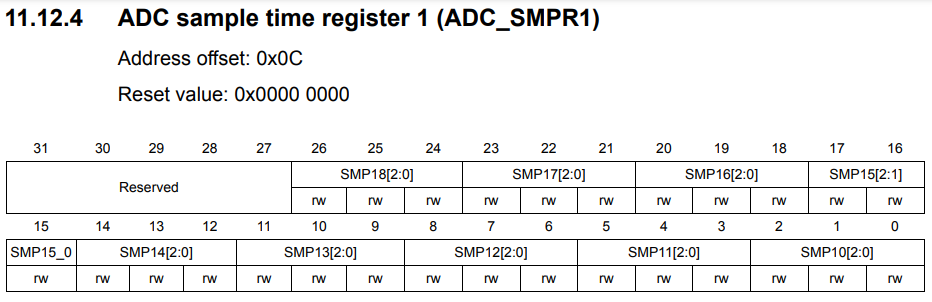 11.12.4 ADC sample time register 1 (ADC_SMPR1)
Address offset: 0x0C
Reset value: 0x0000 0000
31 30 29 28 27 26 25 24 23 22 21 20 19 18 17 16
Reserved SMP18[2:0] SMP17[2:0] SMP16[2:0] SMP15[2:1]
rw rw rw rw rw rw rw rw rw rw rw
15 14 13 12 11 10 9 8 7 6 5 4 3 2 1 0
SMP15_0 SMP14[2:0] SMP13[2:0] SMP12[2:0] SMP11[2:0] SMP10[2:0]
rw rw rw rw rw rw rw rw rw rw rw rw rw rw rw rw